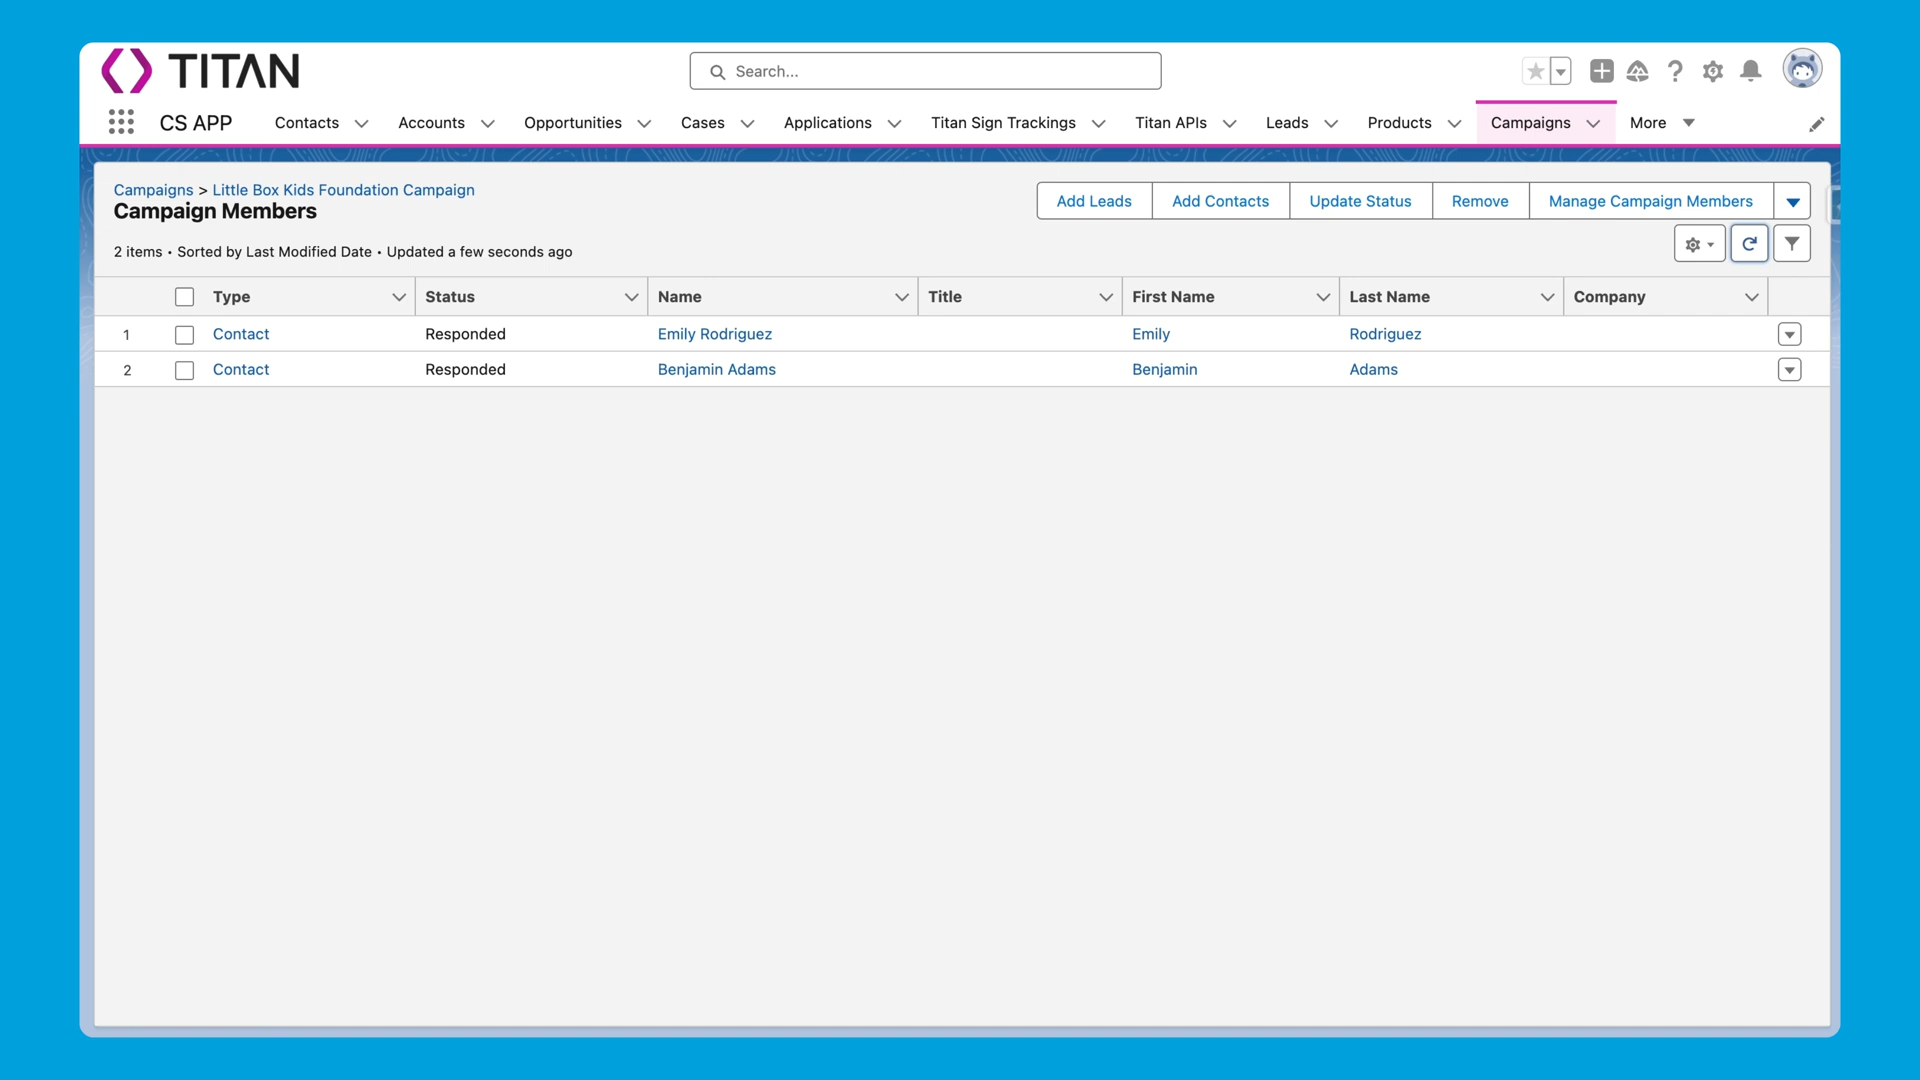 TITAN
Search...
CS APP Contacts Accounts Opportunities Cases Applications Titan Sign Trackings Titan APIs Leads Products Campaigns More
Campaigns > Little Box Kids Foundation Campaign
Campaign Members
Add Leads Add Contacts Update Status Remove Manage Campaign Members
2 items • Sorted by Last Modified Date • Updated a few seconds ago
Type Status Name Title First Name Last Name Company
1 Contact Responded Emily Rodriguez Emily Rodriguez
2 Contact Responded Benjamin Adams Benjamin Adams